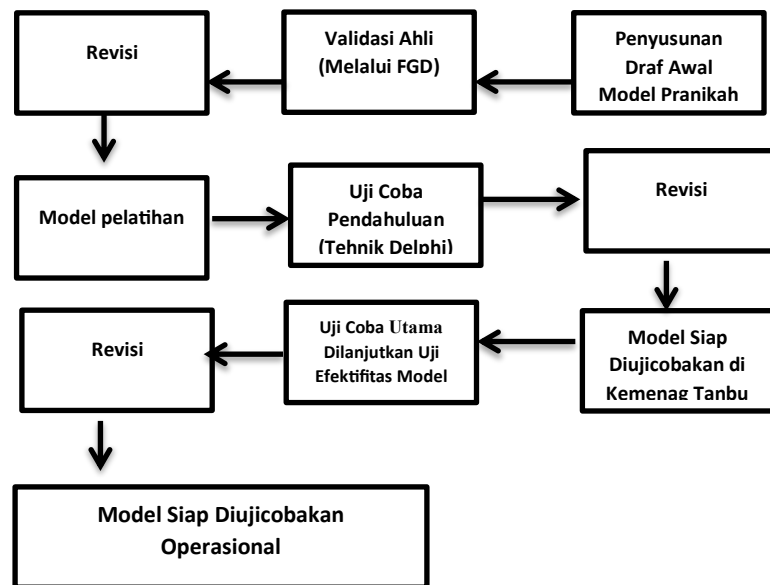 Revisi
Validasi Ahli
(Melalui FGD)
Penyusunan
Draf Awal
Model Pranikah
Model pelatihan
Uji Coba
Pendahuluan
(Tehnik Delphi)
Revisi
Revisi
Uji Coba Utama
Dilanjutkan Uji
Efektifitas Model
Model Siap
Diujicobakan di
Kemenag Tanbu
Model Siap Diujicobakan
Operasional